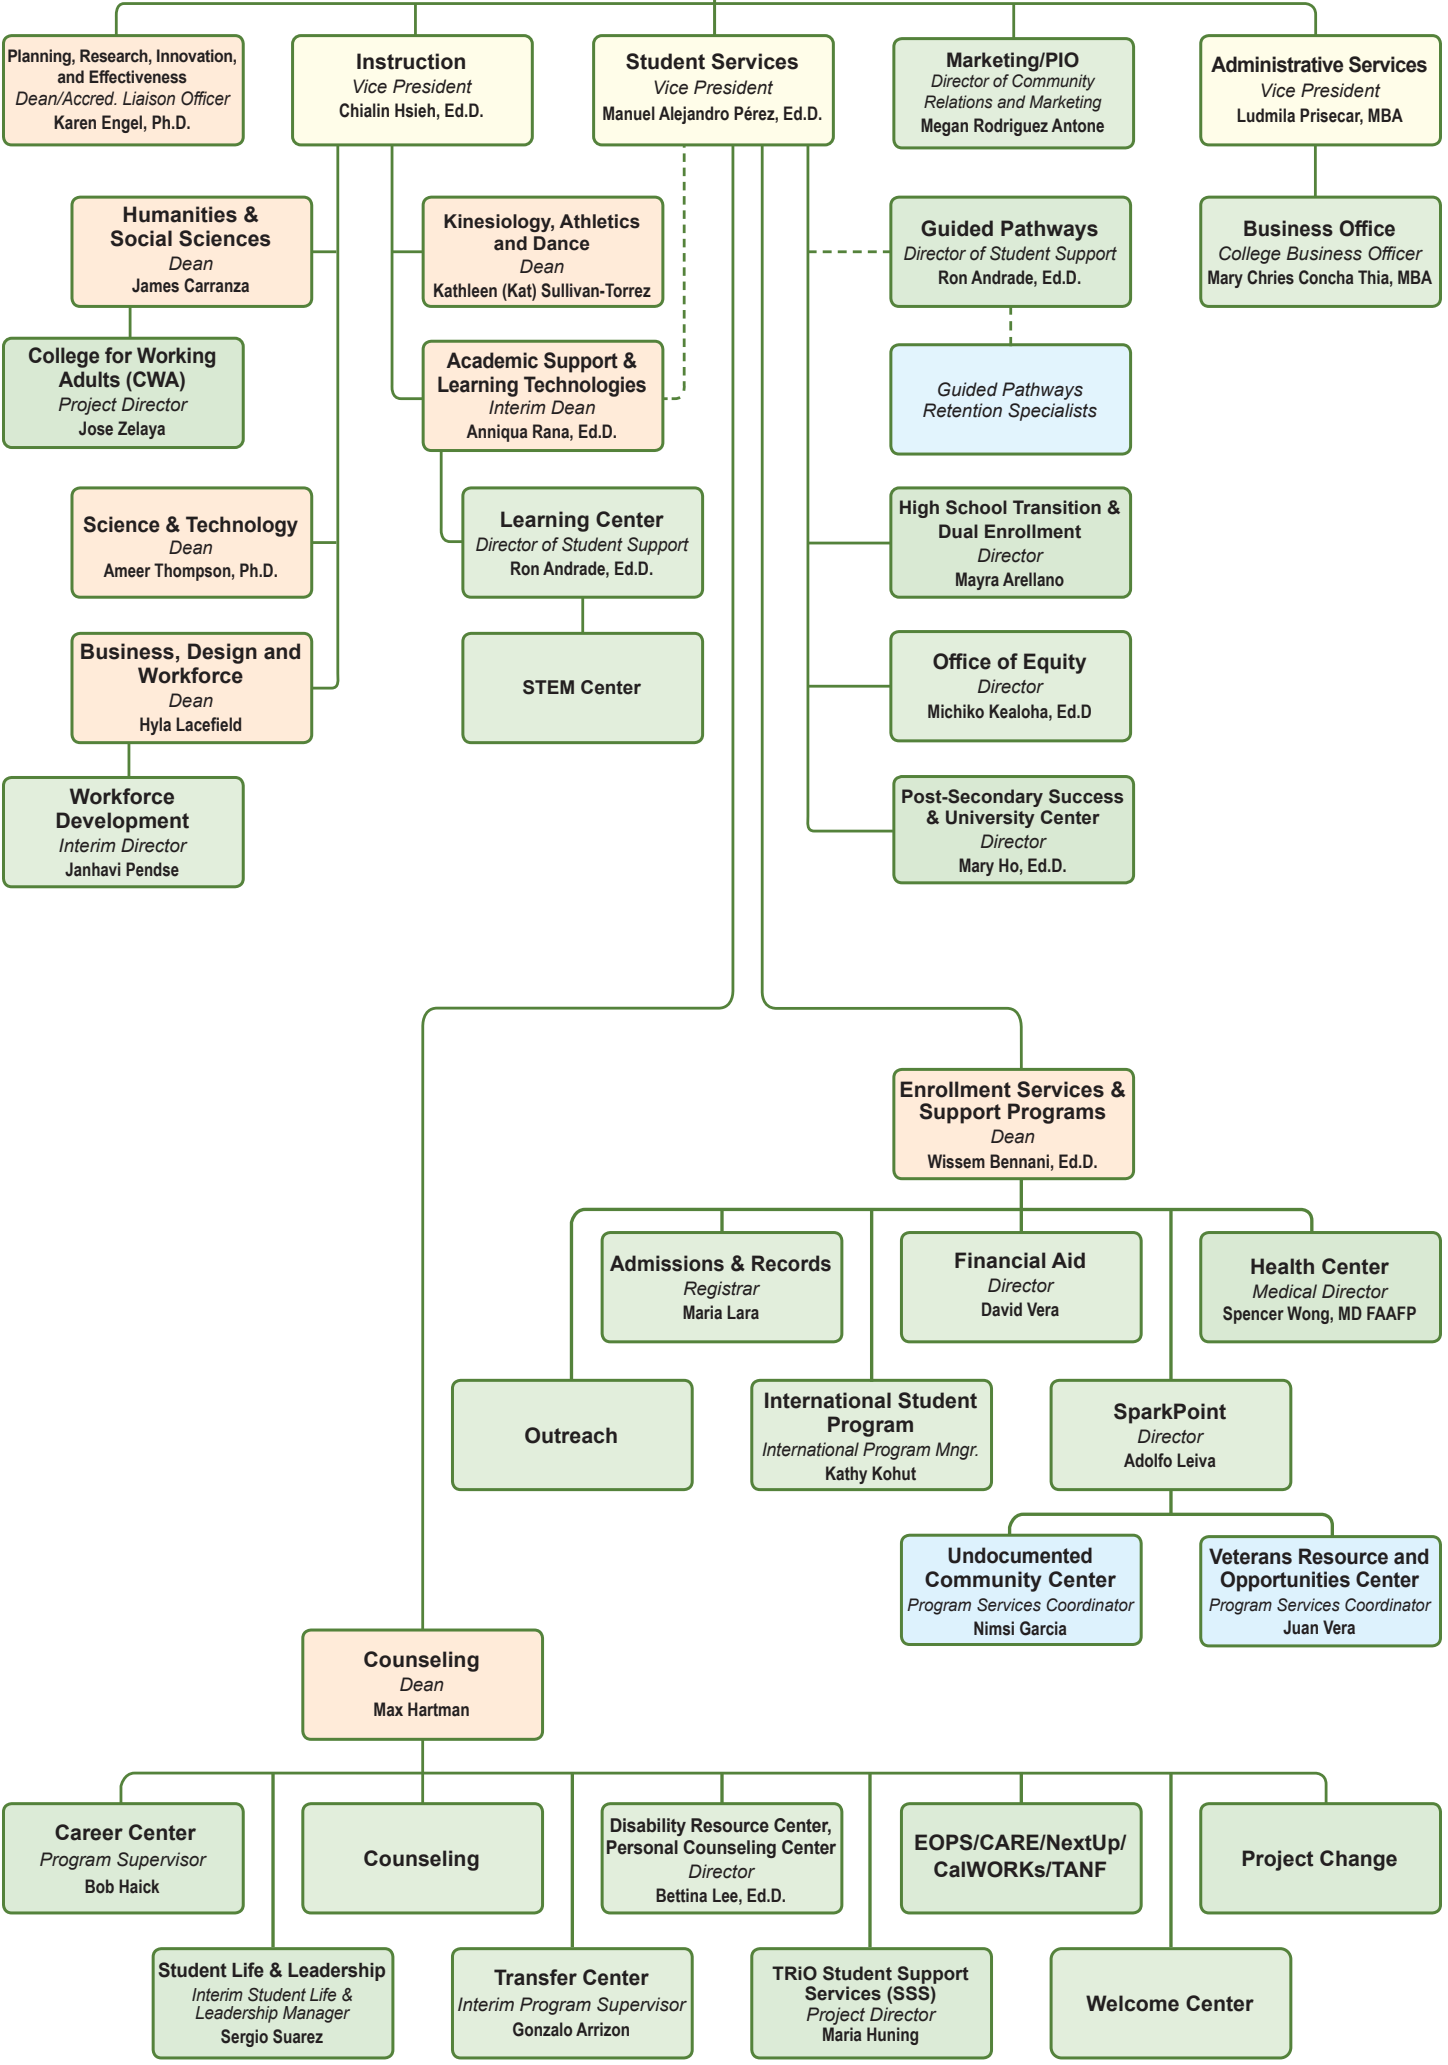 Planning, Research, Innovation,
and Effectiveness
Dean/Accred. Liaison Officer
Karen Engel, Ph.D.
Instruction
Vice President
Chialin Hsieh, Ed.D.
Student Services
Vice President
Manuel Alejandro Pérez, Ed.D.
Marketing/PIO
Director of Community
Relations and Marketing
Megan Rodriguez Antone
Administrative Services
Vice President
Ludmila Prisecar, MBA
Humanities &
Social Sciences
Dean
James Carranza
Kinesiology, Athletics
and Dance
Dean
Kathleen (Kat) Sullivan-Torrez
Guided Pathways
Director of Student Support
Ron Andrade, Ed.D.
Business Office
College Business Officer
Mary Chries Concha Thia, MBA
College for Working
Adults (CWA)
Project Director
Jose Zelaya
Academic Support &
Learning Technologies
Interim Dean
Anniqua Rana, Ed.D.
Guided Pathways
Retention Specialists
Science & Technology
Dean
Ameer Thompson, Ph.D.
Learning Center
Director of Student Support
Ron Andrade, Ed.D.
High School Transition &
Dual Enrollment
Director
Mayra Arellano
Business, Design and
Workforce
Dean
Hyla Lacefield
STEM Center
Office of Equity
Director
Michiko Kealoha, Ed.D
Workforce
Development
Interim Director
Janhavi Pendse
Post-Secondary Success
& University Center
Director
Mary Ho, Ed.D.
Enrollment Services &
Support Programs
Dean
Wissem Bennani, Ed.D.
Admissions & Records
Registrar
Maria Lara
Financial Aid
Director
David Vera
Health Center
Medical Director
Spencer Wong, MD FAAFP
Outreach
International Student
Program
International Program Mngr.
Kathy Kohut
SparkPoint
Director
Adolfo Leiva
Undocumented
Community Center
Program Services Coordinator
Nimsi Garcia
Veterans Resource and
Opportunities Center
Program Services Coordinator
Juan Vera
Counseling
Dean
Max Hartman
Career Center
Program Supervisor
Bob Haick
Counseling
Disability Resource Center,
Personal Counseling Center
Director
Bettina Lee, Ed.D.
EOPS/CARE/NextUp/
CalWORKs/TANF
Project Change
Student Life & Leadership
Interim Student Life &
Leadership Manager
Sergio Suarez
Transfer Center
Interim Program Supervisor
Gonzalo Arrizon
TRiO Student Support
Services (SSS)
Project Director
Maria Huning
Welcome Center